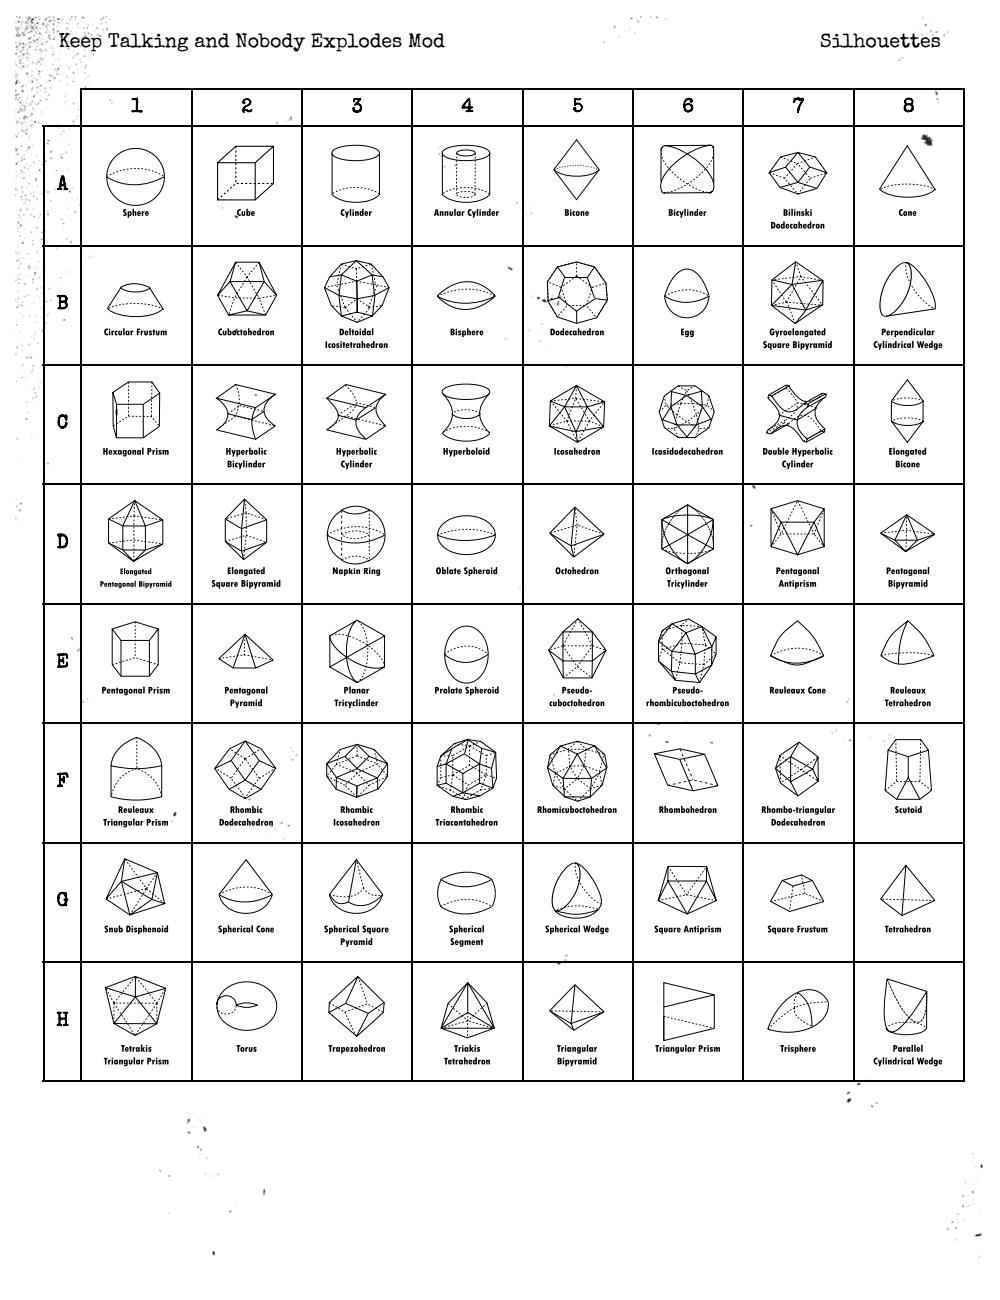 Keep Talking and Nobody Explodes Mod Silhouettes
1 2 3 4 5 6 7 8
A
Sphere
Cube
Cylinder
Annular Cylinder
Bicone
Bicylinder
Bilinski
Dodecahedron
Cone
B
Circular Frustum
Cuboctohedron
Deltoidal
Icositetrahedron
Bisphere
Dodecahedron
Egg
Gyroelongated
Square Bipyramid
Perpendicular
Cylindrical Wedge
C
Hexagonal Prism
Hyperbolic
Bicylinder
Hyperbolic
Cylinder
Hyperboloid
Icosahedron
Icosidodecahedron
Double Hyperbolic
Cylinder
Elongated
Bicone
D
Elongated
Pentagonal Bipyramid
Elongated
Square Bipyramid
Napkin Ring
Oblate Spheroid
Octohedron
Orthogonal
Tricylinder
Pentagonal
Antiprism
Pentagonal
Bipyramid
E
Pentagonal Prism
Pentagonal
Pyramid
Planar
Tricyclinder
Prolate Spheroid
Pseudo-
cuboctohedron
Pseudo-
rhombicuboctohedron
Reuleaux Cone
Reuleaux
Tetrahedron
F
Reuleaux
Triangular Prism
Rhombic
Dodecahedron
Rhombic
Icosahedron
Rhombic
Triacontahedron
Rhomicuboctohedron
Rhombohedron
Rhombo-triangular
Dodecahedron
Scutoid
G
Snub Disphenoid
Spherical Cone
Spherical Square
Pyramid
Spherical
Segment
Spherical Wedge
Square Antiprism
Square Frustum
Tetrahedron
H
Tetrakis
Triangular Prism
Torus
Trapezohedron
Triakis
Tetrahedron
Triangular
Bipyramid
Triangular Prism
Trisphere
Parallel
Cylindrical Wedge